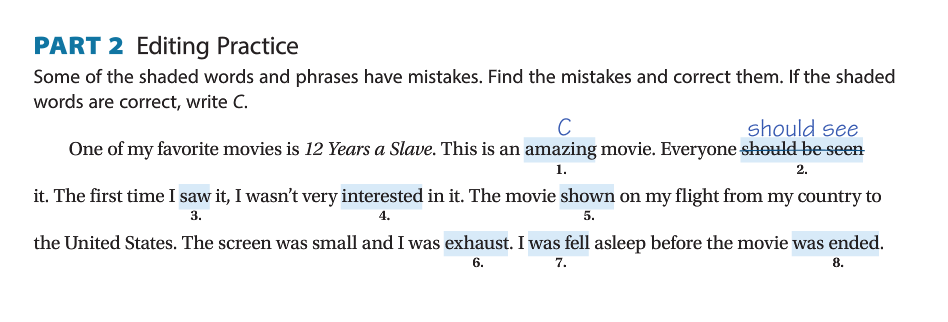 PART 2 Editing Practice
Some of the shaded words and phrases have mistakes. Find the mistakes and correct them. If the shaded
words are correct, write C.
C should see
One of my favorite movies is 12 Years a Slave. This is an amazing movie. Everyone should be seen
1. 2.
it. The first time I saw it, I wasn't very interested in it. The movie shown on my flight from my country to
3. 4. 5.
the United States. The screen was small and I was exhaust. I was fell asleep before the movie was ended.
6. 7. 8.